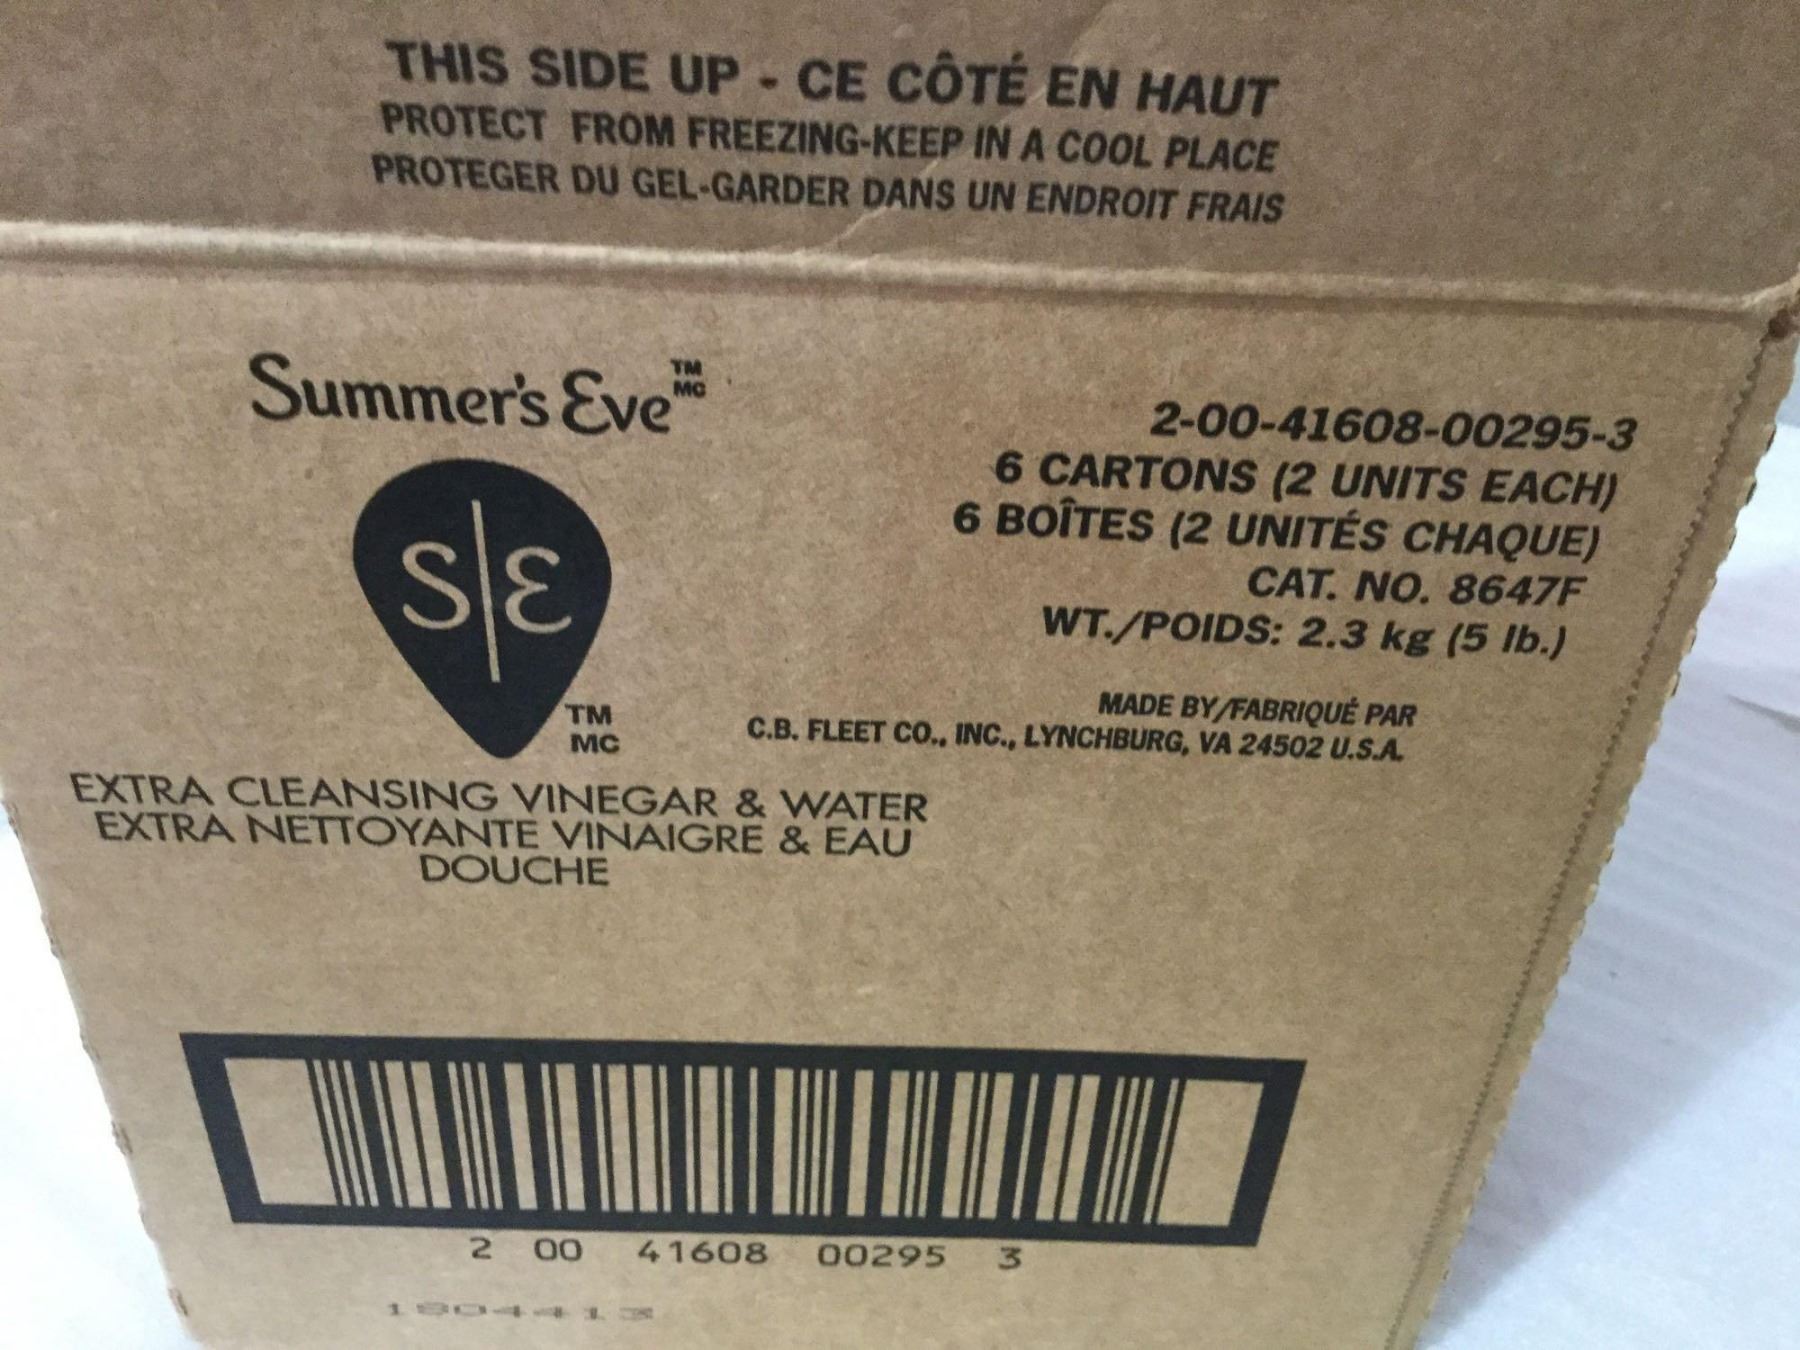 THIS SIDE UP - CE CÔTÉ EN HAUT
PROTECT FROM FREEZING-KEEP IN A COOL PLACE
PROTEGER DU GEL-GARDER DANS UN ENDROIT FRAIS
Summer's Eve™
MC
S|E
TM
MC
EXTRA CLEANSING VINEGAR & WATER
EXTRA NETTOYANTE VINAIGRE & EAU
DOUCHE
2-00-41608-00295-3
6 CARTONS (2 UNITS EACH)
6 BOÎTES (2 UNITÉS CHAQUE)
CAT. NO. 8647F
WT./POIDS: 2.3 kg (5 lb.)
MADE BY/FABRIQUÉ PAR
C.B. FLEET CO., INC., LYNCHBURG, VA 24502 U.S.A.
2 00 41608 00295 3
1804413